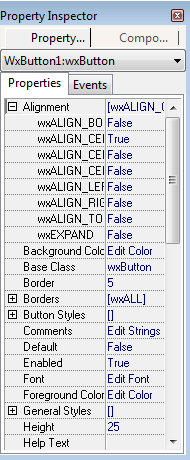 Property Inspector
Property... Compo...
WxButton1:wxButton
Properties Events
Alignment [wxALIGN_C
wxALIGN_BO False
wxALIGN_CEI True
wxALIGN_CEI False
wxALIGN_CEI False
wxALIGN_LEF False
wxALIGN_RIG False
wxALIGN_TO False
wxEXPAND False
Background Colo Edit Color
Base Class wxButton
Border 5
Borders [wxALL]
Button Styles []
Comments Edit Strings
Default False
Enabled True
Font Edit Font
Foreground Color Edit Color
General Styles []
Height 25
Help Text